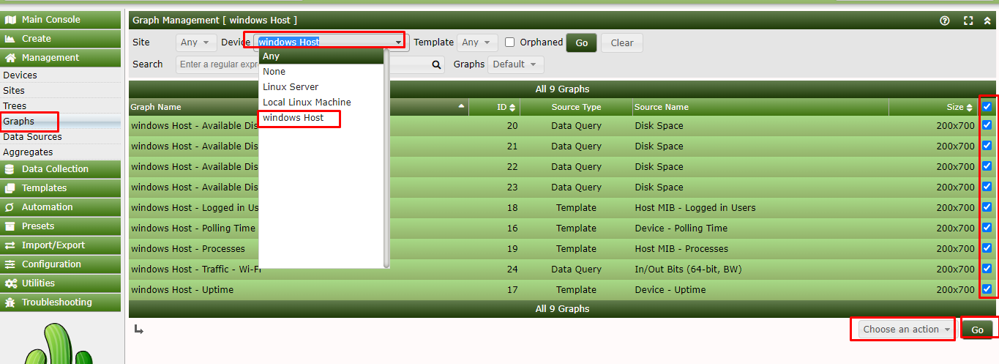 Main Console
Create
Management
Devices
Sites
Trees
Graphs
Data Sources
Aggregates
Data Collection
Templates
Automation
Presets
Import/Export
Configuration
Utilities
Troubleshooting
Graph Management [ windows Host ]
Site Any Device windows Host Template Any Orphaned Go Clear
Search Enter a regular expr Graphs Default
Any
None
Linux Server
Local Linux Machine
windows Host
All 9 Graphs
Graph Name ID Source Type Source Name Size
windows Host - Available Dis 20 Data Query Disk Space 200x700
windows Host - Available Dis 21 Data Query Disk Space 200x700
windows Host - Available Dis 22 Data Query Disk Space 200x700
windows Host - Available Dis 23 Data Query Disk Space 200x700
windows Host - Logged in Us 18 Template Host MIB - Logged in Users 200x700
windows Host - Polling Time 16 Template Device - Polling Time 200x700
windows Host - Processes 19 Template Host MIB - Processes 200x700
windows Host - Traffic - Wi-Fi 24 Data Query In/Out Bits (64-bit, BW) 200x700
windows Host - Uptime 17 Template Device - Uptime 200x700
All 9 Graphs
Choose an action Go